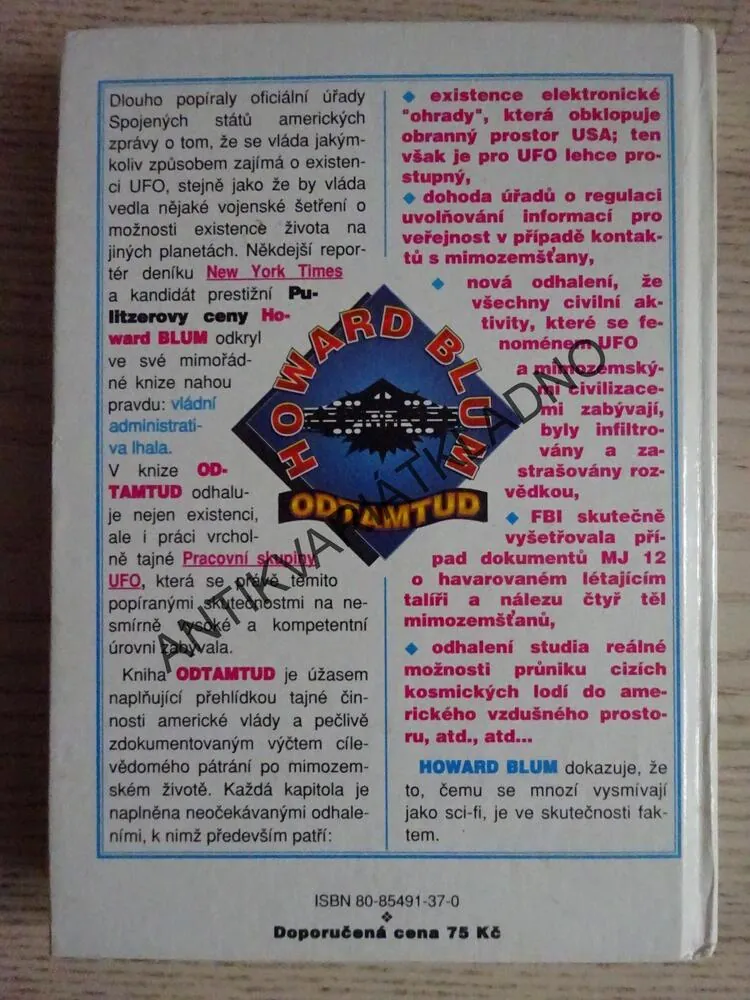 Dlouho popíraly oficiální úřady
Spojených států amerických
zprávy o tom, že se vláda jakým-
koliv způsobem zajímá o existen-
ci UFO, stejně jako že by vláda
vedla nějaké vojenské šetření o
možnosti existence života na
jiných planetách. Někdejší repor-
tér deníku New York Times
a kandidát prestižní Pu-
litzerovy ceny Ho-
ward BLUM odkryl
ve své mimořád-
né knize nahou
pravdu: vládní
administrati-
va lhala.
V knize OD-
TAMTUD odhalu-
je nejen existenci,
ale i práci vrchol-
ně tajné Pracovní skupiny
UFO, která se právě těmito
popíranými skutečnostmi na ne-
smírně vysoké a kompetentní
úrovni zabývala.
Kniha ODTAMTUD je úžasem
naplňující přehlídkou tajné čin-
nosti americké vlády a pečlivě
zdokumentovaným výčtem cíle-
vědomého pátrání po mimozem-
ském životě. Každá kapitola je
naplněna neočekávanými odhale-
ními, k nimž především patří:
HOWARD BLUM
ODTAMTUD
◆ existence elektronické
"ohrady", která obklopuje
obranný prostor USA; ten
však je pro UFO lehce pro-
stupný,
◆ dohoda úřadů o regulaci
uvolňování informací pro
veřejnost v případě kontak-
tů s mimozemšťany,
◆ nová odhalení, že
všechny civilní ak-
tivity, které se fe-
noménem UFO
a mimozemský-
mi civilizace-
mi zabývají,
byly infiltro-
vány a za-
strašovány roz-
vědkou,
◆ FBI skutečně
vyšetřovala pří-
pad dokumentů MJ 12
o havarovaném létajícím
talíři a nálezu čtyř těl
mimozemšťanů,
◆ odhalení studia reálné
možnosti průniku cizích
kosmických lodí do ame-
rického vzdušného prosto-
ru, atd., atd...
HOWARD BLUM dokazuje, že
to, čemu se mnozí vysmívají
jako sci-fi, je ve skutečnosti fak-
tem.
ISBN 80-85491-37-0
Doporučená cena 75 Kč
ANTIKVARIÁTKLADNO